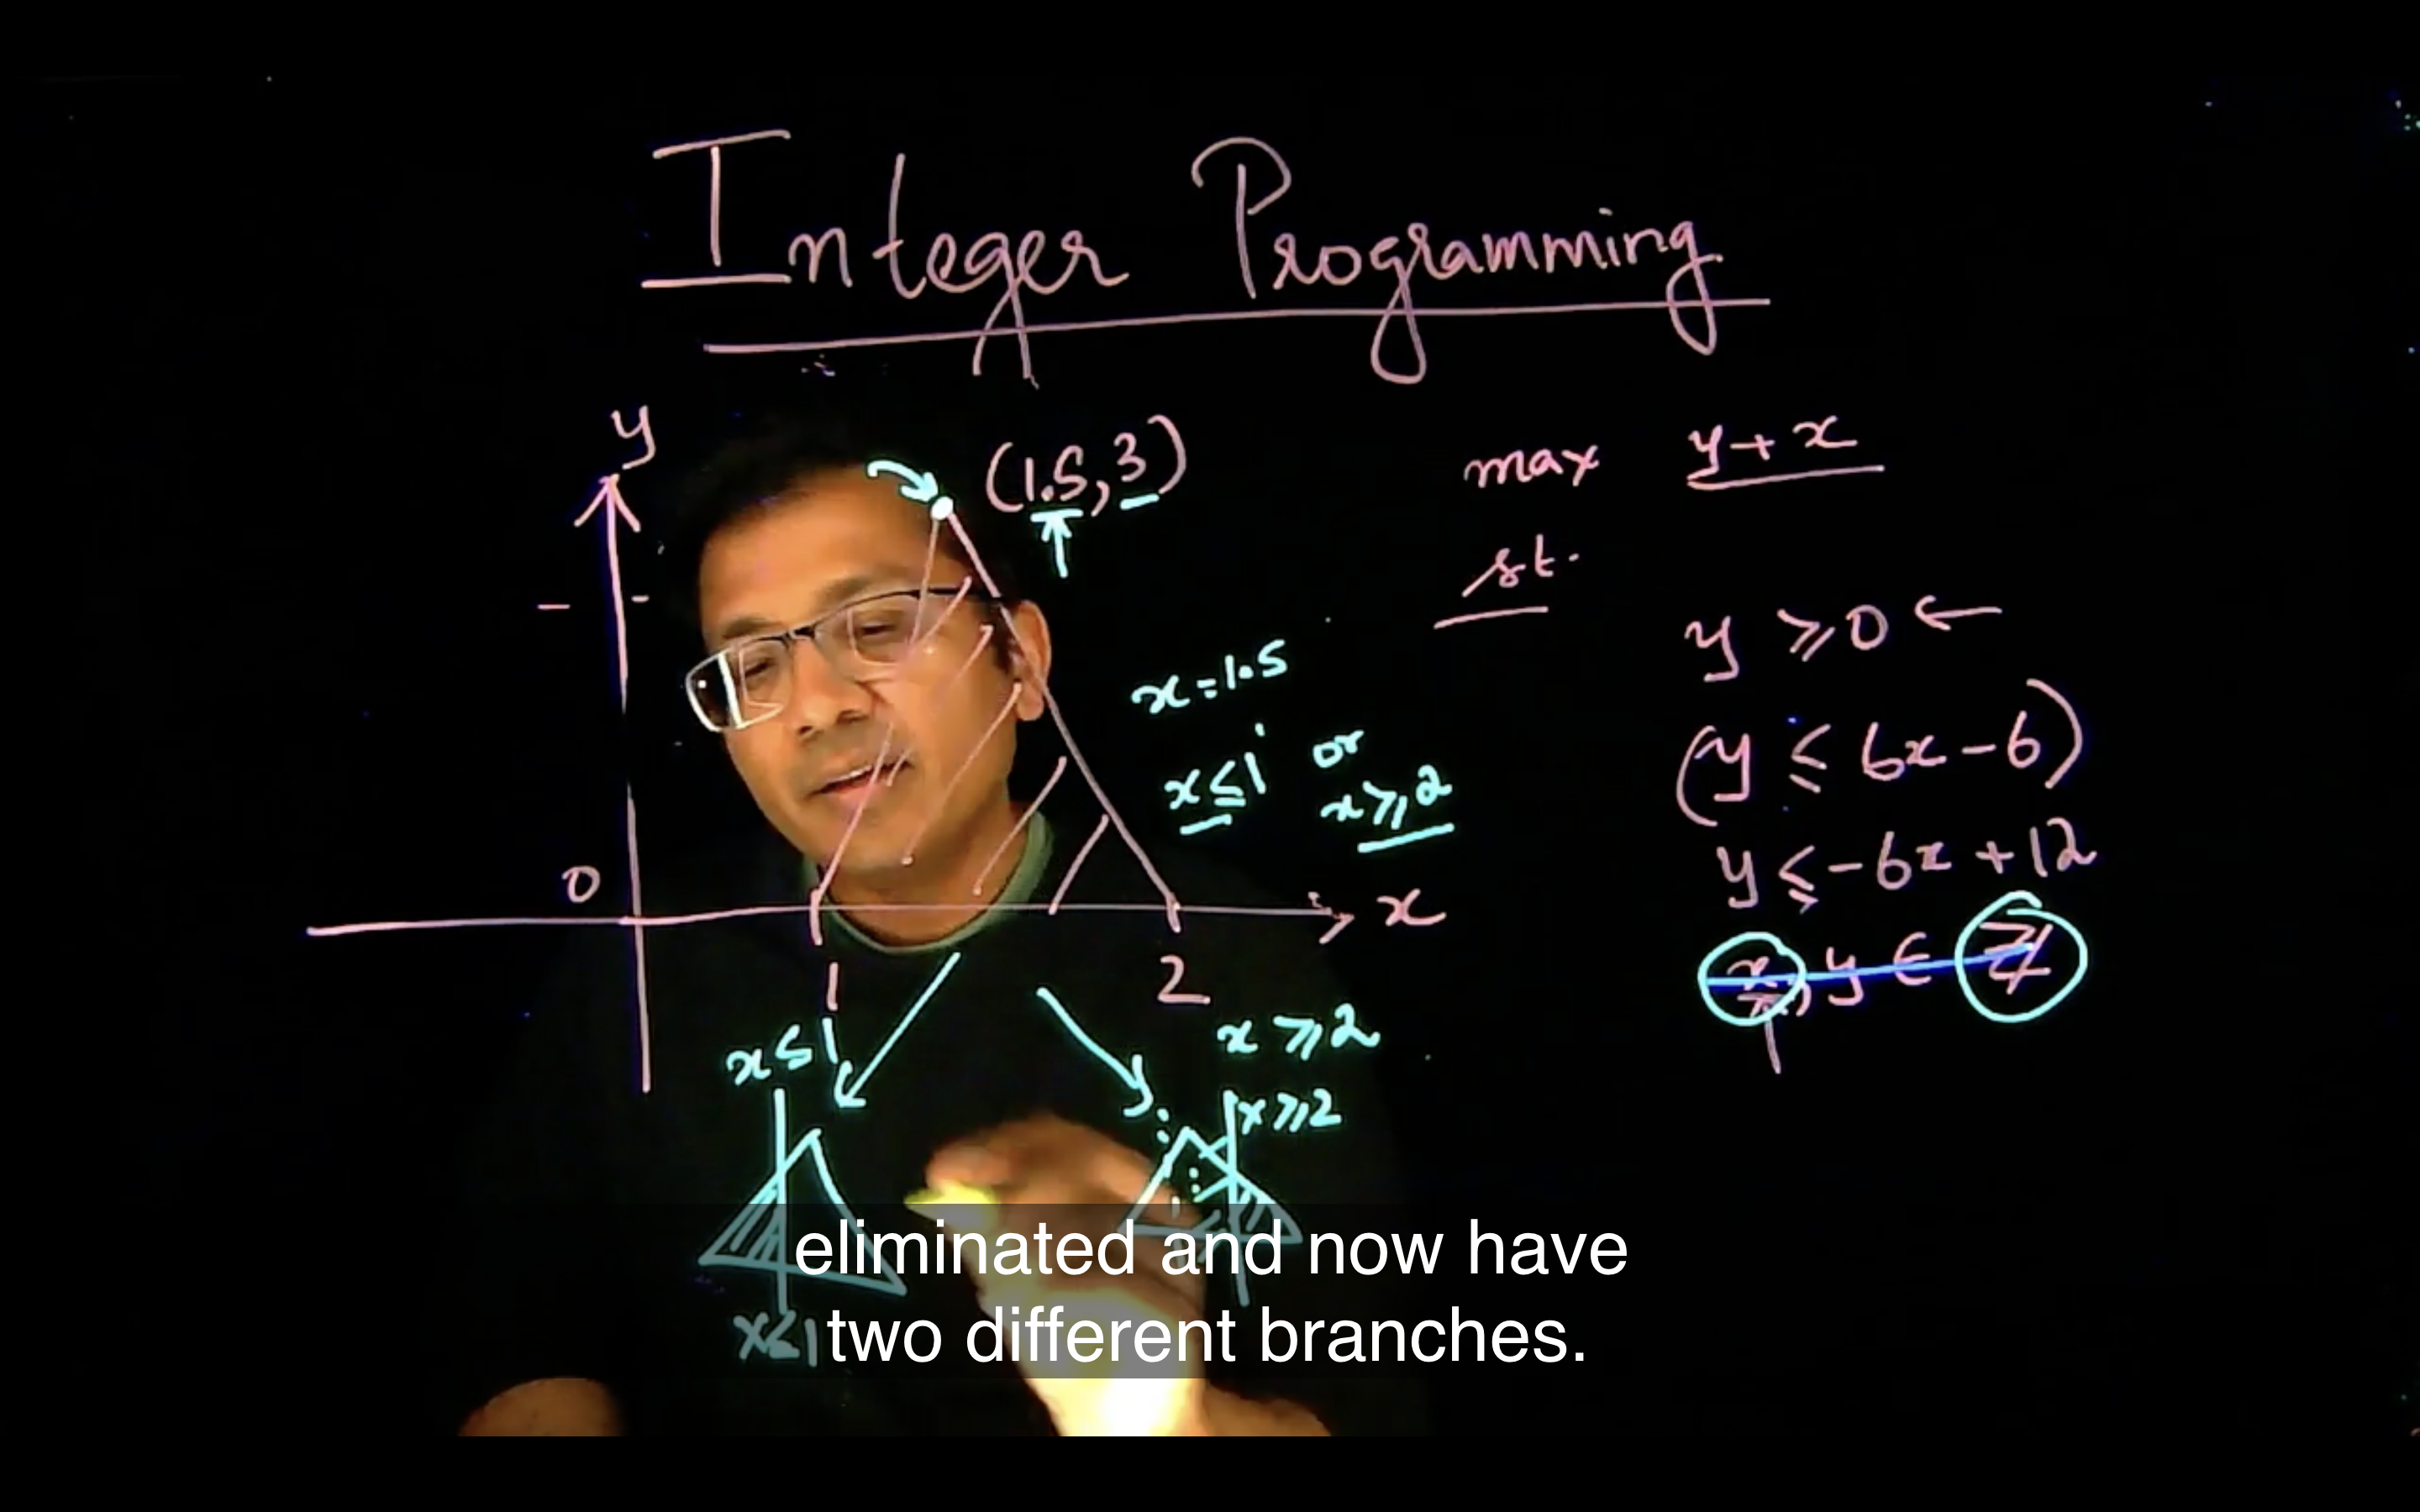 Integer Programming
y
(1.5, 3)
max y + x
st.
y ≥ 0 ←
x = 1.5
(y ≤ 6x - 6)
x ≤ 1 or
x ≥ 2
y ≤ -6x + 12
0
x
x, y ∈ ℤ
1
2
x ≤ 1
x ≥ 2
x ≥ 2
eliminated and now have
x ≤ 1
two different branches.